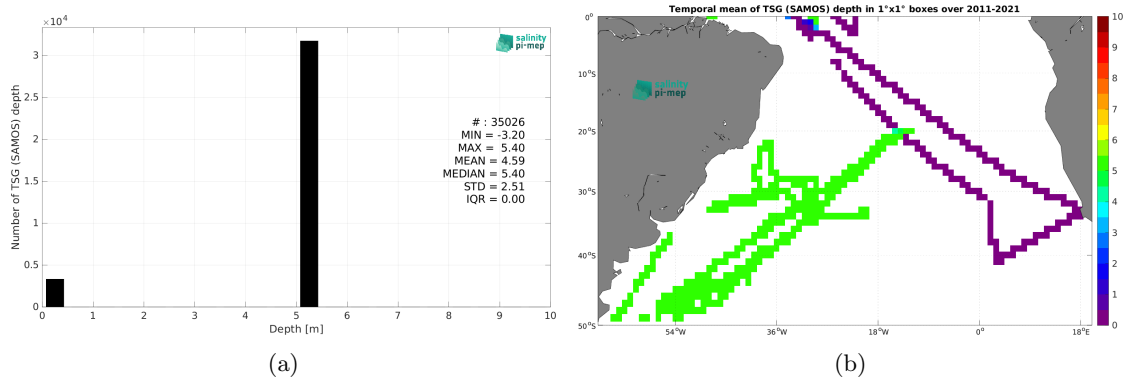 ×10⁴
3
2.5
2
1.5
1
0.5
0
0 1 2 3 4 5 6 7 8 9 10
Number of TSG (SAMOS) depth
Depth [m]
salinity
pi-mep
# : 35026
MIN = -3.20
MAX = 5.40
MEAN = 4.59
MEDIAN = 5.40
STD = 2.51
IQR = 0.00
(a)
Temporal mean of TSG (SAMOS) depth in 1°x1° boxes over 2011-2021
0°
10°S
20°S
30°S
40°S
50°S
54°W 36°W 18°W 0° 18°E
salinity
pi-mep
10
9
8
7
6
5
4
3
2
1
0
(b)